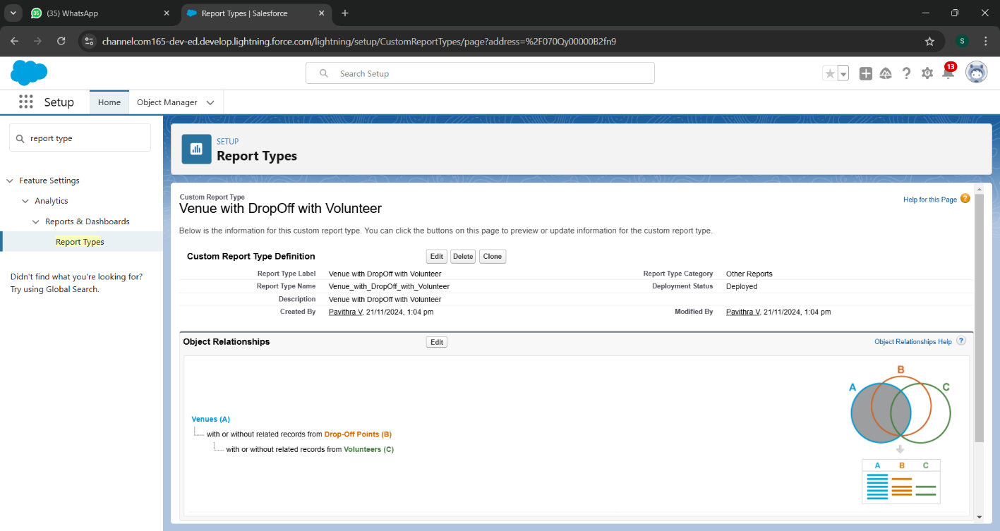 35
(35) WhatsApp
Report Types | Salesforce
channelcom165-dev-ed.develop.lightning.force.com/lightning/setup/CustomReportTypes/page?address=%2F070Qy00000B2fn9
S
Search Setup
13
Setup
Home
Object Manager
report type
Feature Settings
Analytics
Reports & Dashboards
Report Types
Didn't find what you're looking for?
Try using Global Search.
SETUP
Report Types
Custom Report Type
Venue with DropOff with Volunteer
Help for this Page ?
Below is the information for this custom report type. You can click the buttons on this page to preview or update information for the custom report type.
Custom Report Type Definition
Edit
Delete
Clone
Report Type Label Venue with DropOff with Volunteer
Report Type Category Other Reports
Report Type Name Venue_with_DropOff_with_Volunteer
Deployment Status Deployed
Description Venue with DropOff with Volunteer
Created By Pavithra V, 21/11/2024, 1:04 pm
Modified By Pavithra V, 21/11/2024, 1:04 pm
Object Relationships
Edit
Object Relationships Help ?
Venues (A)
with or without related records from Drop-Off Points (B)
with or without related records from Volunteers (C)
B
A
C
A B C